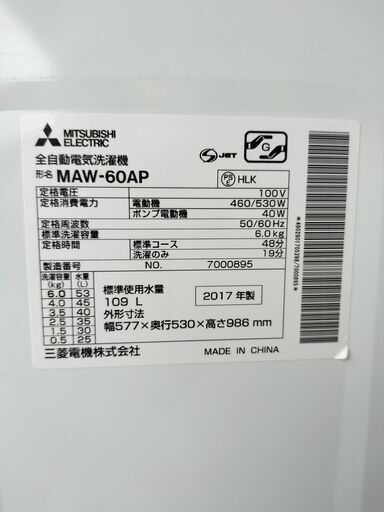 MITSUBISHI
ELECTRIC
S JET
G
全自動電気洗濯機
形名 MAW-60AP
PS E HLK
定格電圧 100V
定格消費電力 電動機 460/530W
ポンプ電動機 40W
定格周波数 50/60Hz
標準洗濯容量 6.0kg
定格時間 標準コース 48分
洗濯のみ 19分
製造番号 NO. 7000895
衣類(kg) 水量(L)
6.0 53
4.0 45
3.5 40
2.5 35
1.5 30
0.5 25
標準使用水量
109 L
2017 年製
外形寸法
幅577×奥行530×高さ986 mm
三菱電機株式会社
MADE IN CHINA